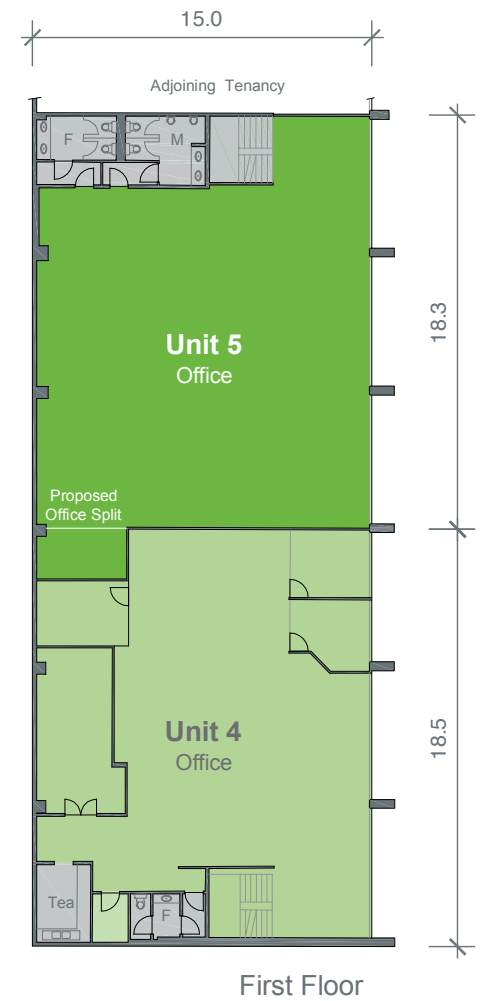 15.0
Adjoining Tenancy
F
M
18.3
Unit 5
Office
Proposed
Office Split
18.5
Unit 4
Office
Tea
F
First Floor